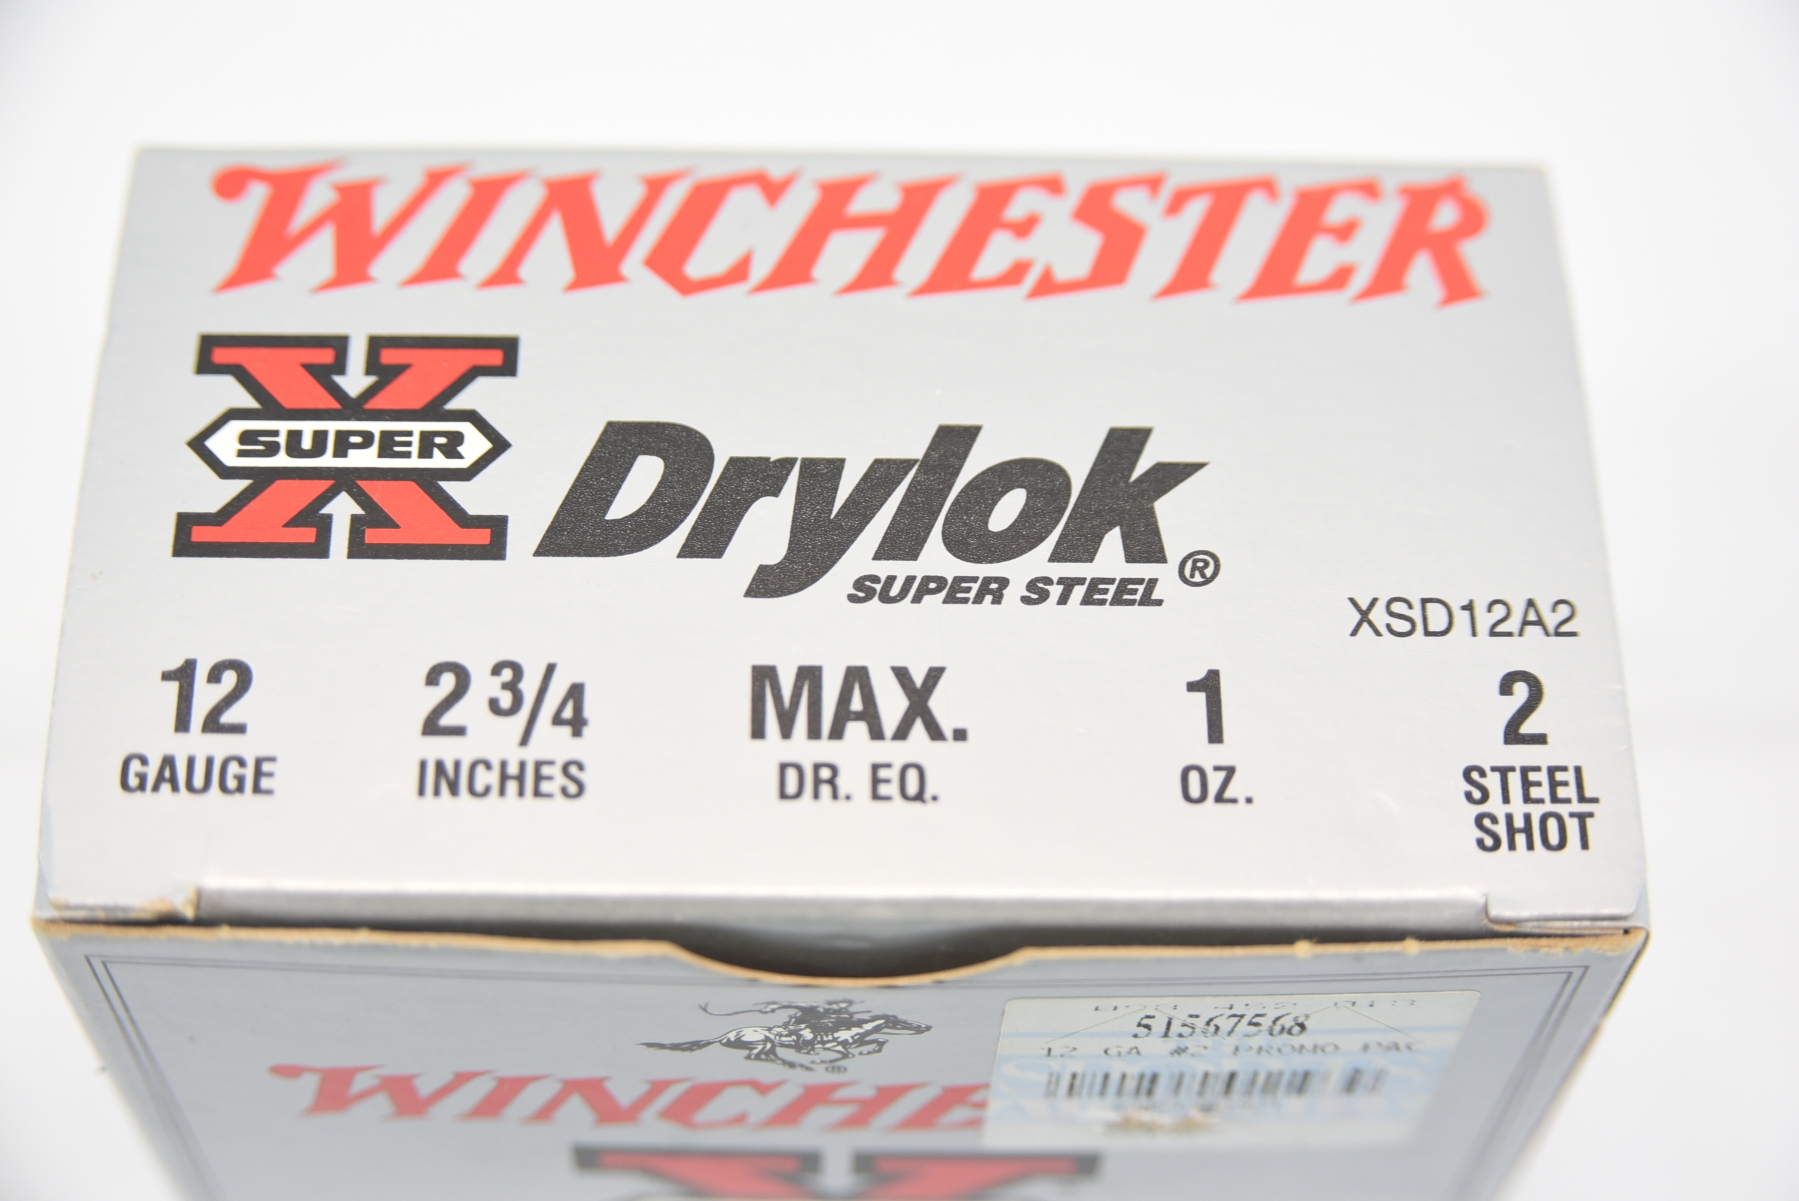 WINCHESTER
X
SUPER
Drylok®
SUPER STEEL
XSD12A2
12 2 3/4 MAX. 1 2
GAUGE INCHES DR. EQ. OZ. STEEL
SHOT
51567568
12 GA #2 PROMO PAC
®
WINCHE
X